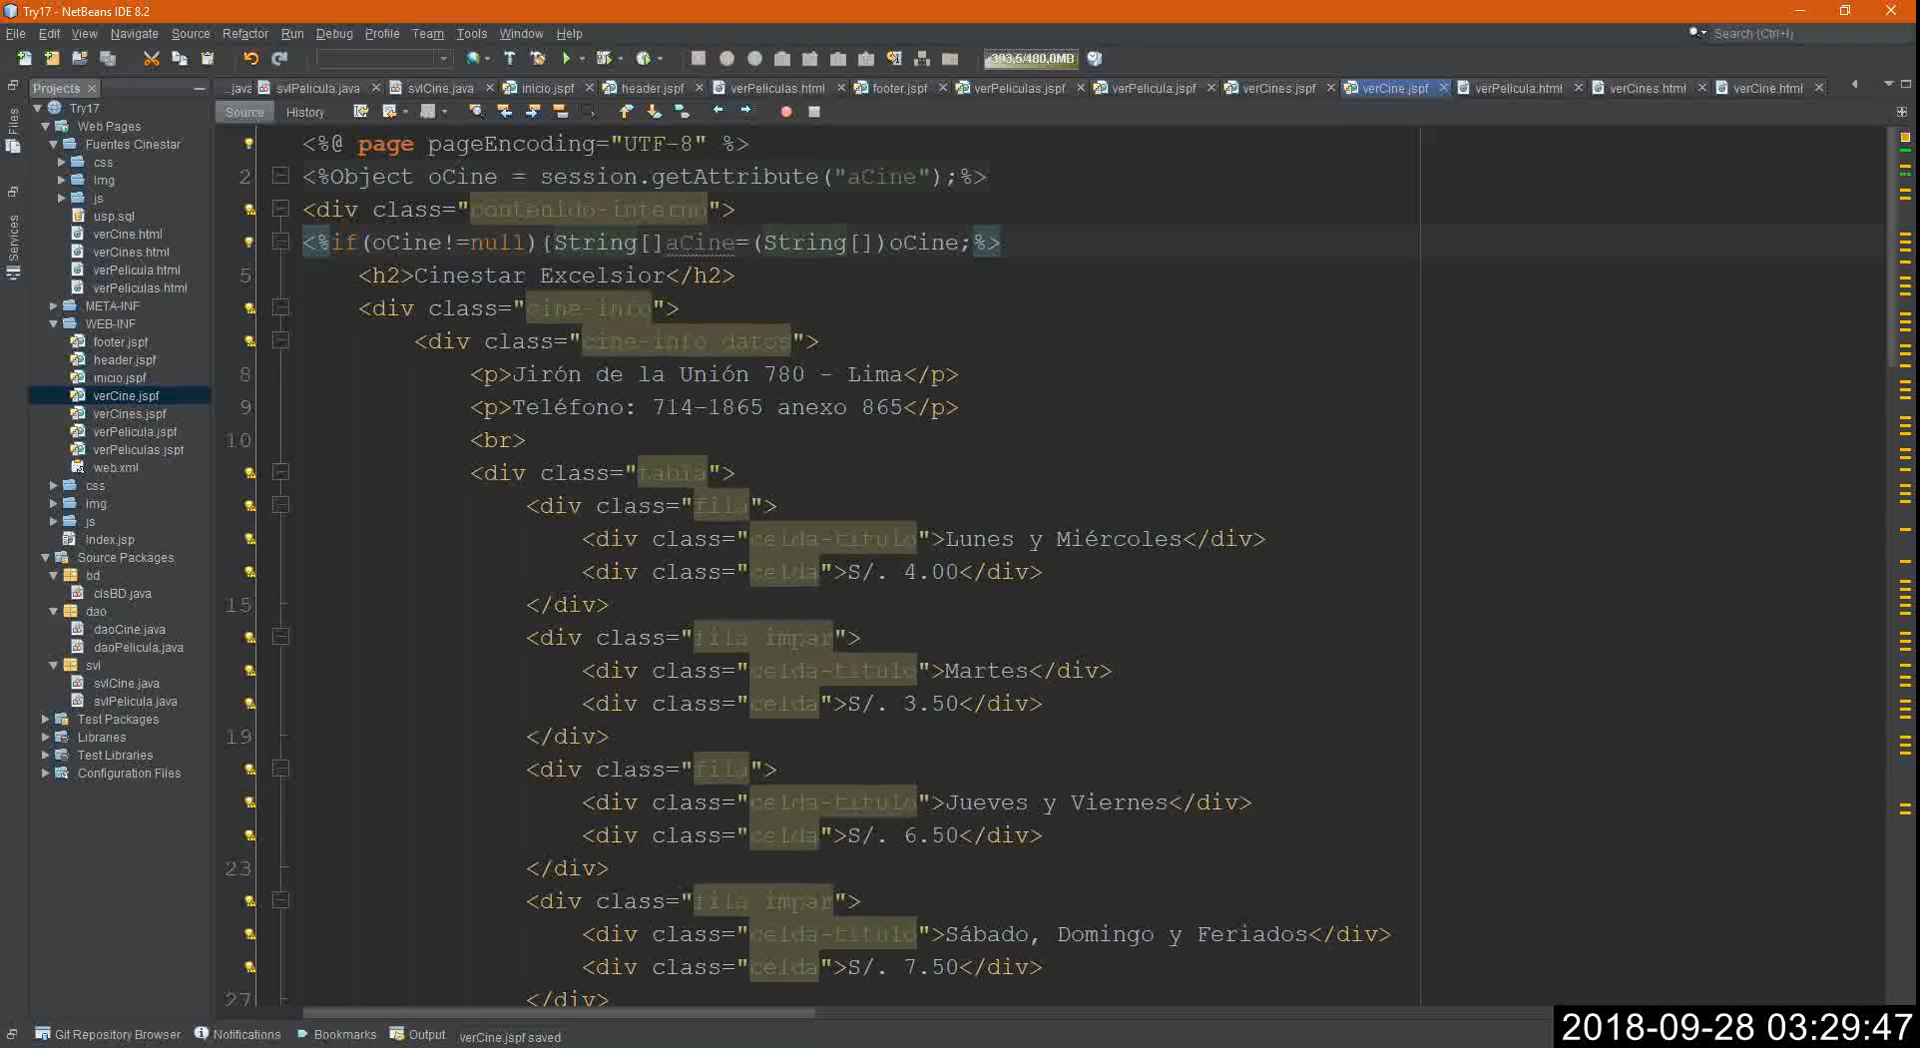 Try17 - NetBeans IDE 8.2
File Edit View Navigate Source Refactor Run Debug Profile Team Tools Window Help
Search (Ctrl+I)
393,5/480,0MB
Projects
...java svlPelicula.java svlCine.java inicio.jspf header.jspf verPeliculas.html footer.jspf verPeliculas.jspf verPelicula.jspf verCines.jspf verCine.jspf verPelicula.html verCines.html verCine.html
Source History
Files
Services
Try17
Web Pages
Fuentes Cinestar
css
Img
js
usp.sql
verCine.html
verCines.html
verPelicula.html
verPeliculas.html
META-INF
WEB-INF
footer.jspf
header.jspf
inicio.jspf
verCine.jspf
verCines.jspf
verPelicula.jspf
verPeliculas.jspf
web.xml
css
img
js
index.jsp
Source Packages
bd
clsBD.java
dao
daoCine.java
daoPelicula.java
svl
svlCine.java
svlPelicula.java
Test Packages
Libraries
Test Libraries
Configuration Files
<%@ page pageEncoding="UTF-8" %>
2 <%Object oCine = session.getAttribute("aCine");%>
<div class="contenido-interno">
<%if(oCine!=null){String[]aCine=(String[])oCine;%>
5 <h2>Cinestar Excelsior</h2>
<div class="cine-info">
<div class="cine-info datos">
8 <p>Jirón de la Unión 780 - Lima</p>
9 <p>Teléfono: 714-1865 anexo 865</p>
10 <br>
<div class="tabla">
<div class="fila">
<div class="celda-titulo">Lunes y Miércoles</div>
<div class="celda">S/. 4.00</div>
15 </div>
<div class="fila impar">
<div class="celda-titulo">Martes</div>
<div class="celda">S/. 3.50</div>
19 </div>
<div class="fila">
<div class="celda-titulo">Jueves y Viernes</div>
<div class="celda">S/. 6.50</div>
23 </div>
<div class="fila impar">
<div class="celda-titulo">Sábado, Domingo y Feriados</div>
<div class="celda">S/. 7.50</div>
27 </div>
Git Repository Browser Notifications Bookmarks Output verCine.jspf saved
2018-09-28 03:29:47